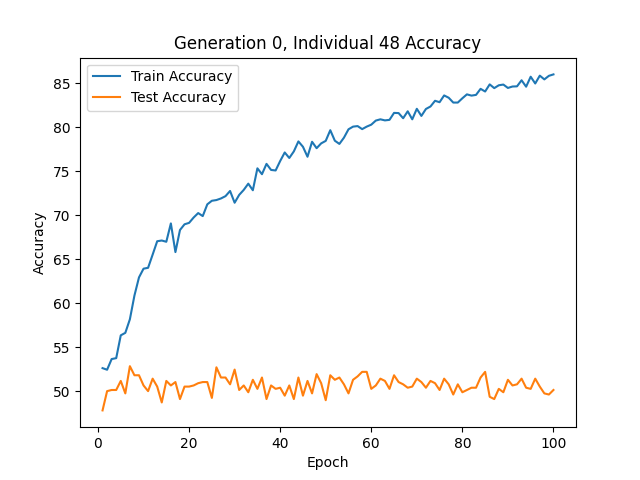 Generation 0, Individual 48 Accuracy
Train Accuracy
Test Accuracy
Accuracy
85
80
75
70
65
60
55
50
0 20 40 60 80 100
Epoch